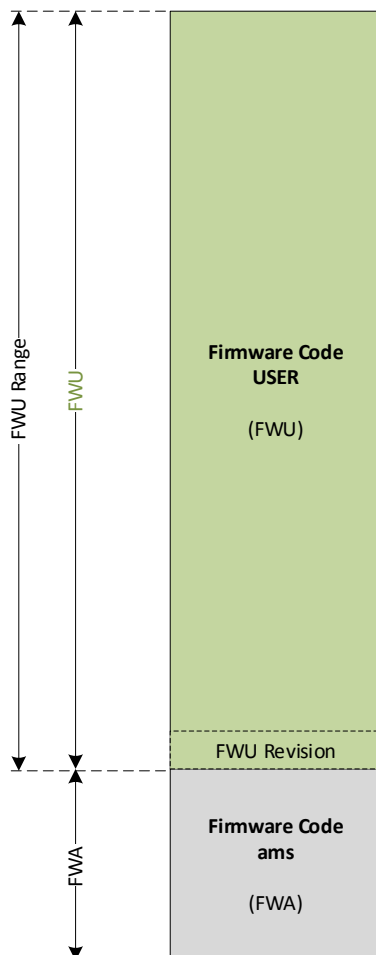 FWU Range
FWU
Firmware Code
USER
(FWU)
FWU Revision
FWA
Firmware Code
ams
(FWA)